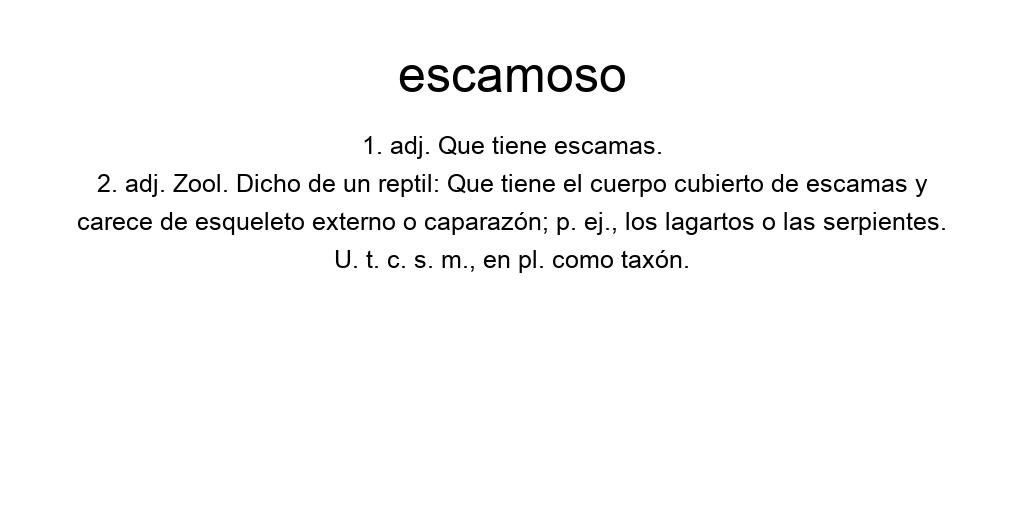 escamoso
1. adj. Que tiene escamas.
2. adj. Zool. Dicho de un reptil: Que tiene el cuerpo cubierto de escamas y
carece de esqueleto externo o caparazón; p. ej., los lagartos o las serpientes.
U. t. c. s. m., en pl. como taxón.